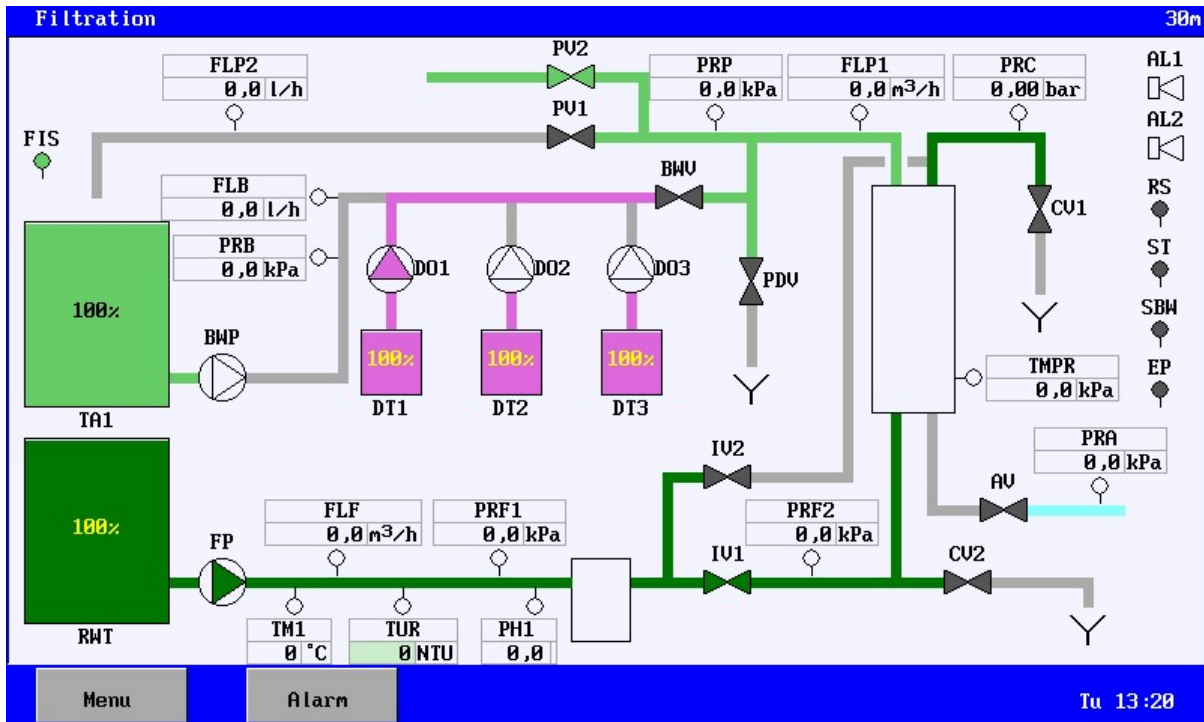 Filtration 30m
PV2
FLP2 PRP FLP1 PRC AL1
0,0 l/h 0,0 kPa 0,0 m³/h 0,00 bar
PV1
AL2
FIS
BWV
FLB RS
0,0 l/h
CV1
PRB ST
0,0 kPa DO1 DO2 DO3 PDV
100% SBW
BWP
100% 100% 100%
TMPR EP
0,0 kPa
DT1 DT2 DT3
TA1
PRA
IV2 0,0 kPa
AV
FLF PRF1 PRF2
100% 0,0 m³/h 0,0 kPa 0,0 kPa
FP IV1 CV2
RWT TM1 TUR PH1
0 °C 0 NTU 0,0
Menu Alarm Tu 13:20